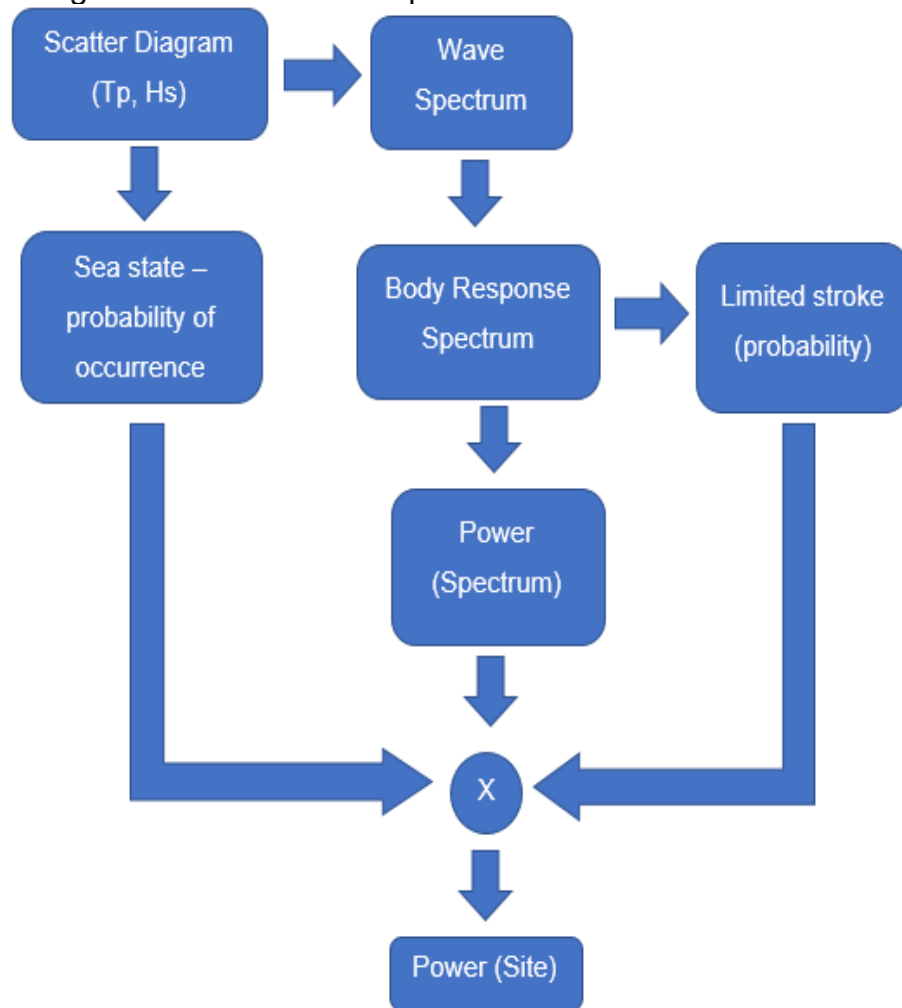 Scatter Diagram
(Tp, Hs)
Wave
Spectrum
Sea state –
probability of
occurrence
Body Response
Spectrum
Limited stroke
(probability)
Power
(Spectrum)
X
Power (Site)